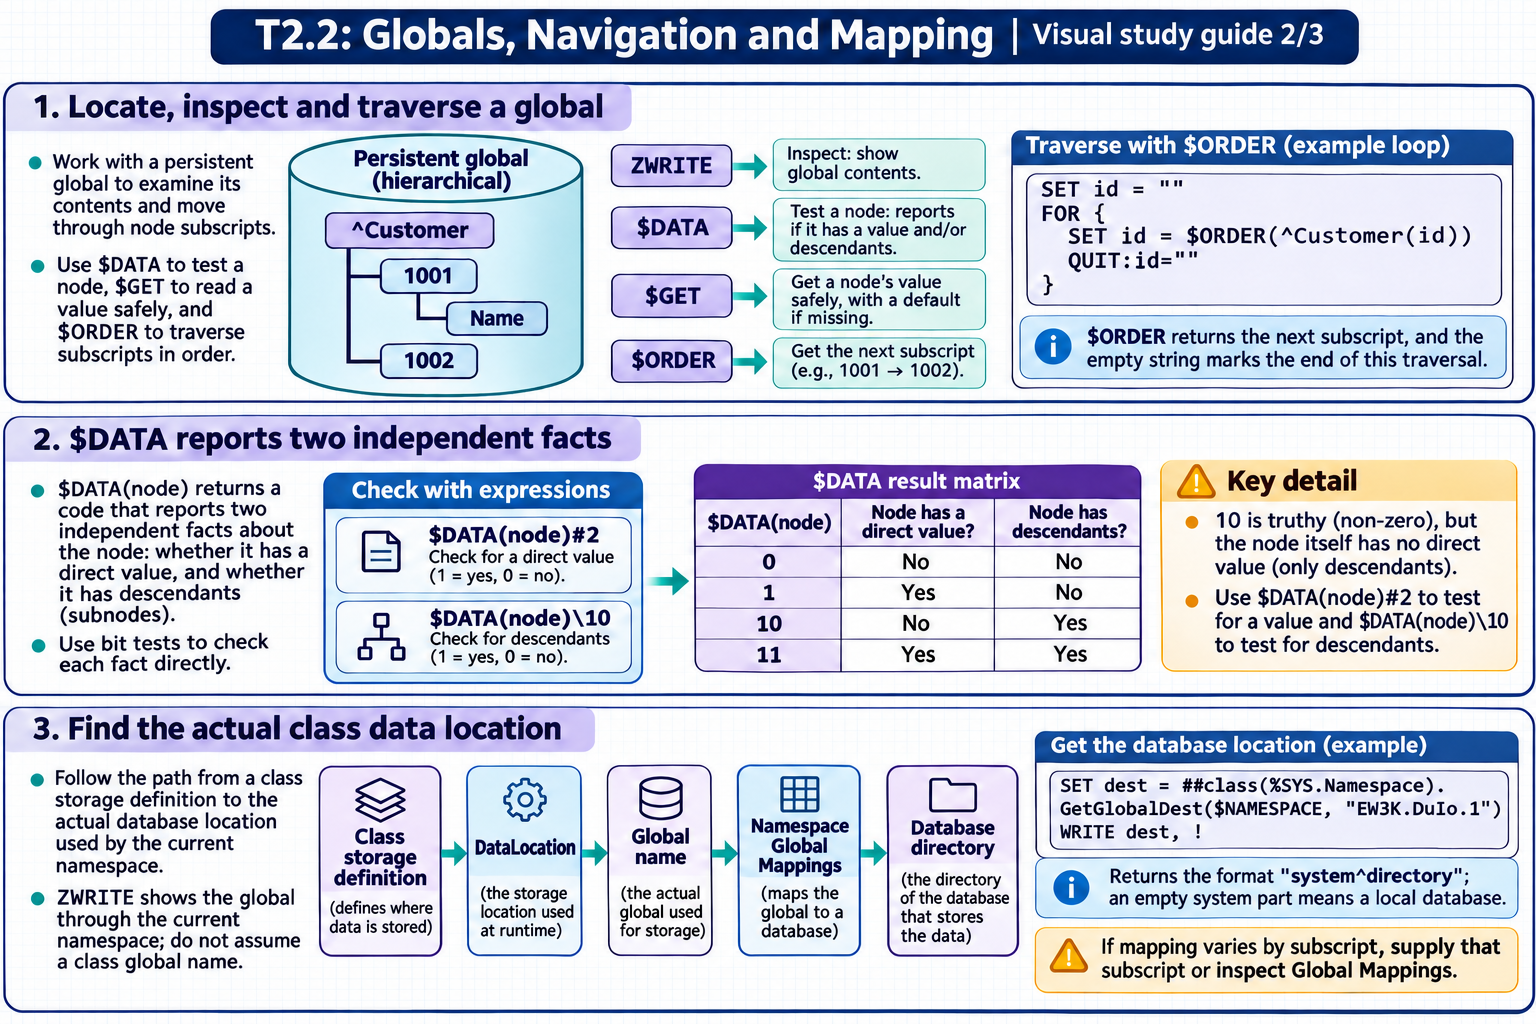 T2.2: Globals, Navigation and Mapping | Visual study guide 2/3
1. Locate, inspect and traverse a global
Work with a persistent
global to examine its
contents and move
through node subscripts.
Use $DATA to test a
node, $GET to read a
value safely, and
$ORDER to traverse
subscripts in order.
Persistent global
(hierarchical)
^Customer
1001
Name
1002
ZWRITE
Inspect: show
global contents.
$DATA
Test a node: reports
if it has a value and/or
descendants.
$GET
Get a node's value
safely, with a default
if missing.
$ORDER
Get the next subscript
(e.g., 1001 → 1002).
Traverse with $ORDER (example loop)
SET id = ""
FOR {
SET id = $ORDER(^Customer(id))
QUIT:id=""
}
$ORDER returns the next subscript, and the
empty string marks the end of this traversal.
2. $DATA reports two independent facts
$DATA(node) returns a
code that reports two
independent facts about
the node: whether it has a
direct value, and whether
it has descendants
(subnodes).
Use bit tests to check
each fact directly.
Check with expressions
$DATA(node)#2
Check for a direct value
(1 = yes, 0 = no).
$DATA(node)\10
Check for descendants
(1 = yes, 0 = no).
$DATA result matrix
$DATA(node) Node has a direct value? Node has descendants?
0 No No
1 Yes No
10 No Yes
11 Yes Yes
Key detail
10 is truthy (non-zero), but
the node itself has no direct
value (only descendants).
Use $DATA(node)#2 to test
for a value and $DATA(node)\10
to test for descendants.
3. Find the actual class data location
Follow the path from a class
storage definition to the
actual database location
used by the current
namespace.
ZWRITE shows the global
through the current
namespace; do not assume
a class global name.
Class
storage
definition
(defines where
data is stored)
DataLocation
(the storage
location used
at runtime)
Global
name
(the actual
global used
for storage)
Namespace
Global
Mappings
(maps the
global to a
database)
Database
directory
(the directory
of the database
that stores
the data)
Get the database location (example)
SET dest = ##class(%SYS.Namespace).
GetGlobalDest($NAMESPACE, "EW3K.DuIo.1")
WRITE dest, !
Returns the format "system^directory";
an empty system part means a local database.
If mapping varies by subscript, supply that
subscript or inspect Global Mappings.